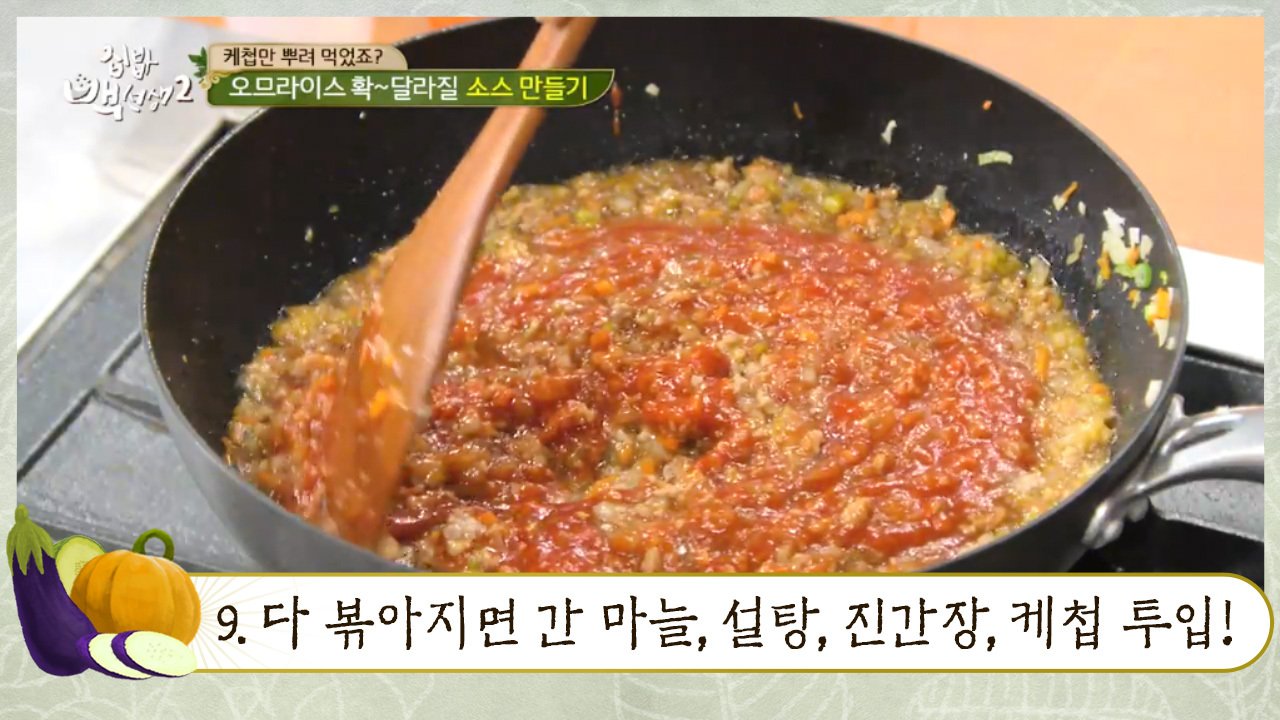 집밥
백선생2
케첩만 뿌려 먹었죠?
오므라이스 확~달라질 소스 만들기
9. 다 볶아지면 간 마늘, 설탕, 진간장, 케첩 투입!